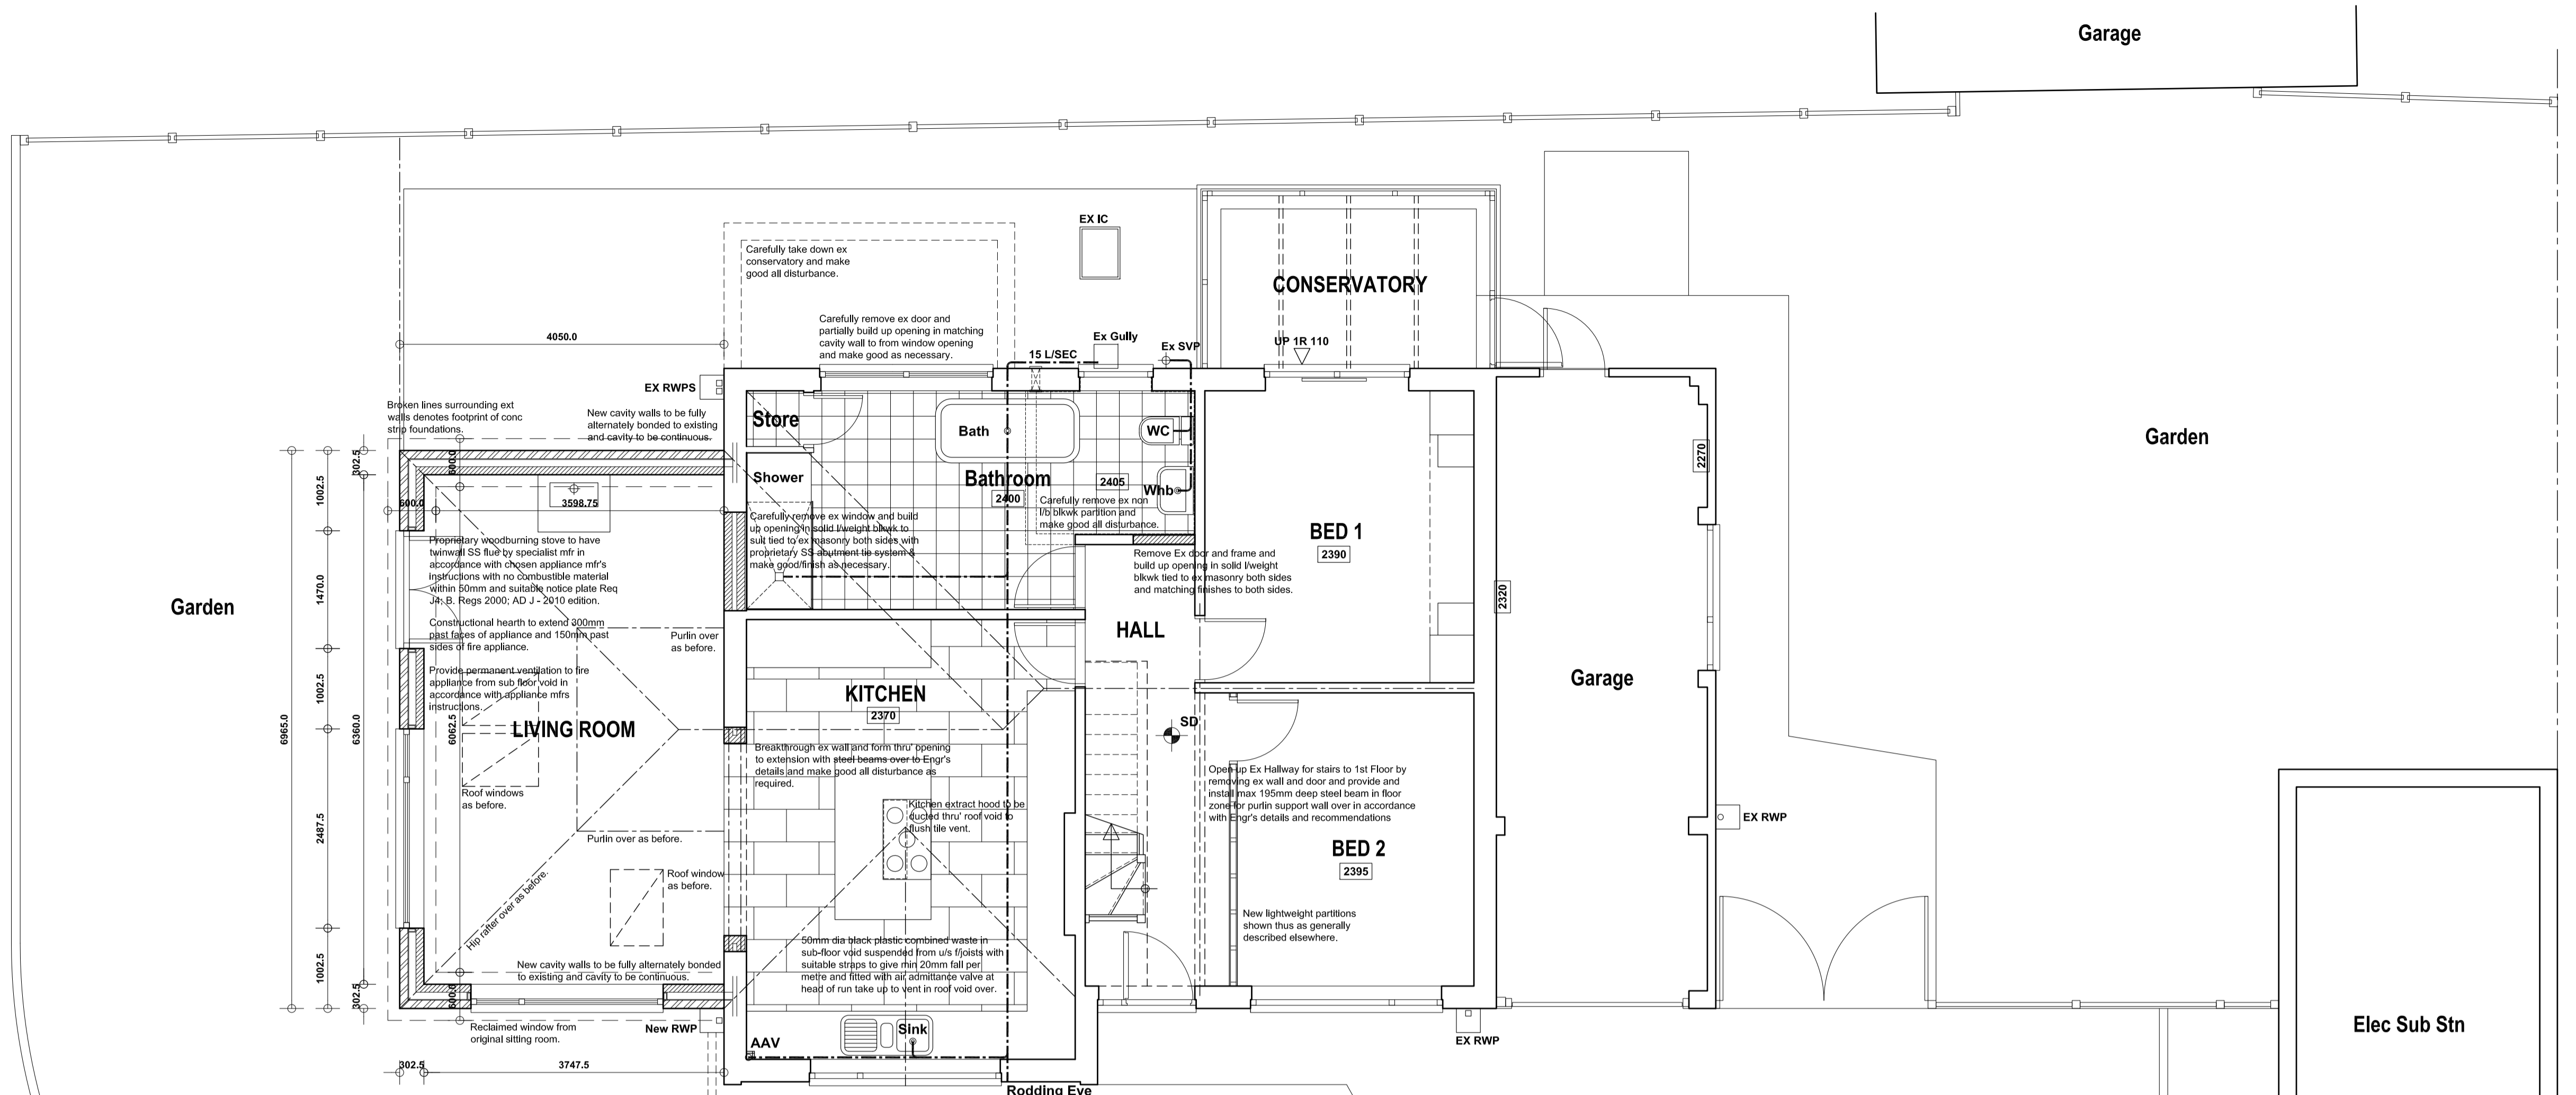 Garage
EX IC
Carefully take down ex
conservatory and make
good all disturbance.
CONSERVATORY
Carefully remove ex door and
partially build up opening in matching
cavity wall to from window opening
and make good as necessary.
4050.0
15 L/SEC
Ex Gully
Ex SVP
UP 1R 110
EX RWPS
Broken lines surrounding ext
walls denotes footprint of conc
strip foundations.
New cavity walls to be fully
alternately bonded to existing
and cavity to be continuous.
Store
Bath
WC
Shower
Bathroom
2400
2405
Whb
Carefully remove ex non
l/b blkwk partition and
make good all disturbance.
Carefully remove ex window and build
up opening in solid l/weight blkwk to
suit tied to ex masonry both sides with
proprietary SS abutment tie system &
make good/finish as necessary.
Remove Ex door and frame and
build up opening in solid l/weight
blkwk tied to ex masonry both sides
and matching finishes to both sides.
BED 1
2390
2270
2320
Garden
Garden
302.5
600.0
1002.5
600.0
3598.75
Proprietary woodburning stove to have
twinwall SS flue by specialist mfr in
accordance with chosen appliance mfr's
instructions with no combustible material
within 50mm and suitable notice plate Req
J4; B. Regs 2000; AD J - 2010 edition.
Constructional hearth to extend 300mm
past faces of appliance and 150mm past
sides of fire appliance.
Provide permanent ventilation to fire
appliance from sub floor void in
accordance with appliance mfrs
instructions.
1470.0
1002.5
6965.0
6360.0
6062.5
2487.5
1002.5
302.5
600.0
Purlin over
as before.
HALL
Garage
LIVING ROOM
KITCHEN
2370
SD
Breakthrough ex wall and form thru' opening
to extension with steel beams over to Engr's
details and make good all disturbance as
required.
Roof windows
as before.
Kitchen extract hood to be
ducted thru' roof void to
flush tile vent.
Open up Ex Hallway for stairs to 1st Floor by
removing ex wall and door and provide and
install max 195mm deep steel beam in floor
zone for purlin support wall over in accordance
with Engr's details and recommendations
EX RWP
Purlin over as before.
Roof window
as before.
Hip rafter over as before.
BED 2
2395
New lightweight partitions
shown thus as generally
described elsewhere.
50mm dia black plastic combined waste in
sub-floor void suspended from u/s f/joists with
suitable straps to give min 20mm fall per
metre and fitted with air admittance valve at
head of run take up to vent in roof void over.
New cavity walls to be fully alternately bonded
to existing and cavity to be continuous.
Reclaimed window from
original sitting room.
New RWP
AAV
Sink
EX RWP
Elec Sub Stn
302.5
3747.5
Rodding Eye